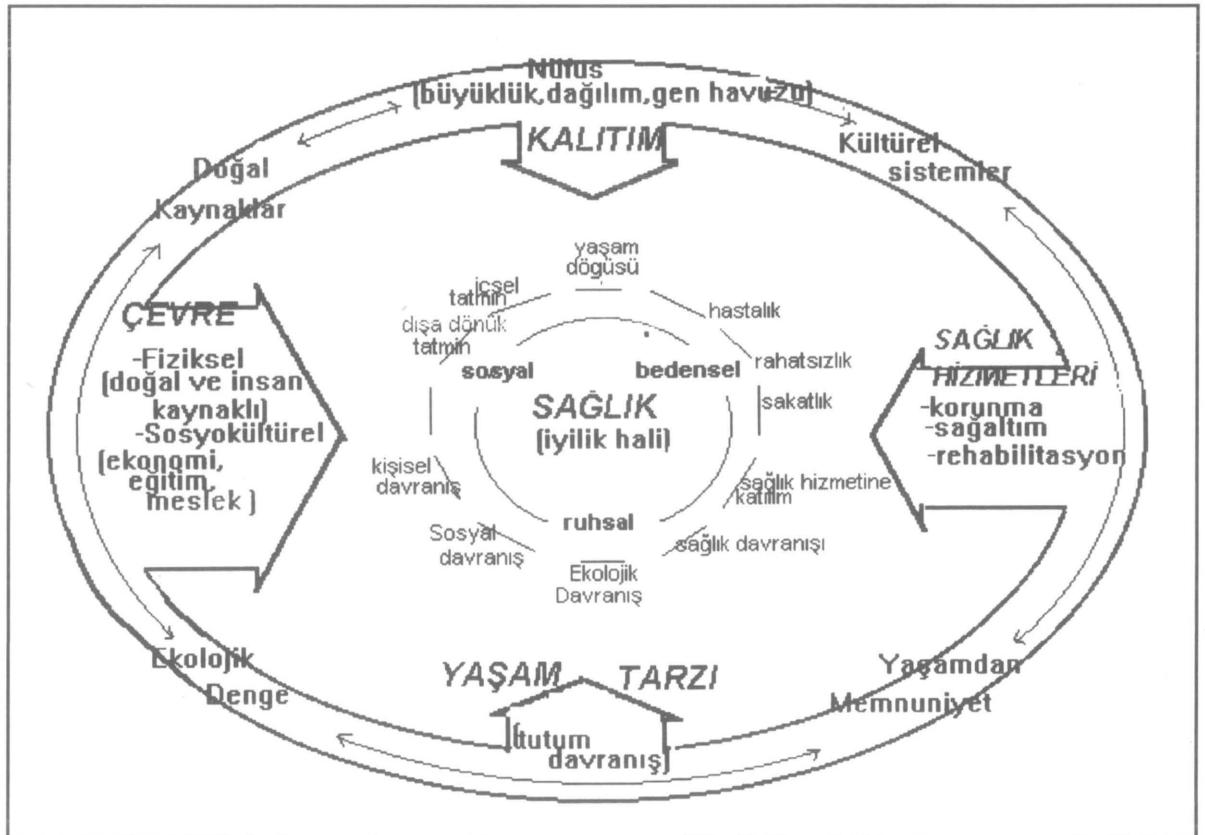 Nüfus
(büyüklük,dağılım,gen havuzu)
KALITIM
Kültürel
sistemler
Doğal
Kaynaklar
yaşam
dögüsü
içsel
tatmin
dışa dönük
tatmin
hastalık
rahatsızlık
sakatlık
sosyal
bedensel
SAĞLIK
(iyilik hali)
ruhsal
kişisel
davranış
Sosyal
davranış
Ekolojik
Davranış
sağlık davranışı
sağlık hizmetine
katılım
ÇEVRE
-Fiziksel
(doğal ve insan
kaynaklı)
-Sosyokültürel
(ekonomi,
eğitim,
meslek )
SAĞLIK
HİZMETLERİ
-korunma
-sağaltım
-rehabilitasyon
Ekolojik
Denge
YAŞAM TARZI
(tutum
davranış)
Yaşamdan
Memnuniyet